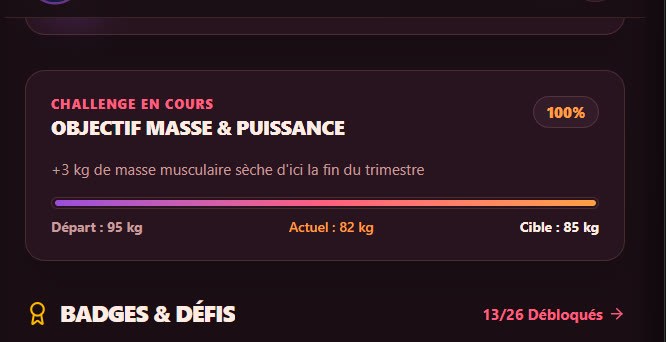 CHALLENGE EN COURS
OBJECTIF MASSE & PUISSANCE
100%
+3 kg de masse musculaire sèche d'ici la fin du trimestre
Départ : 95 kg
Actuel : 82 kg
Cible : 85 kg
BADGES & DÉFIS
13/26 Débloqués →